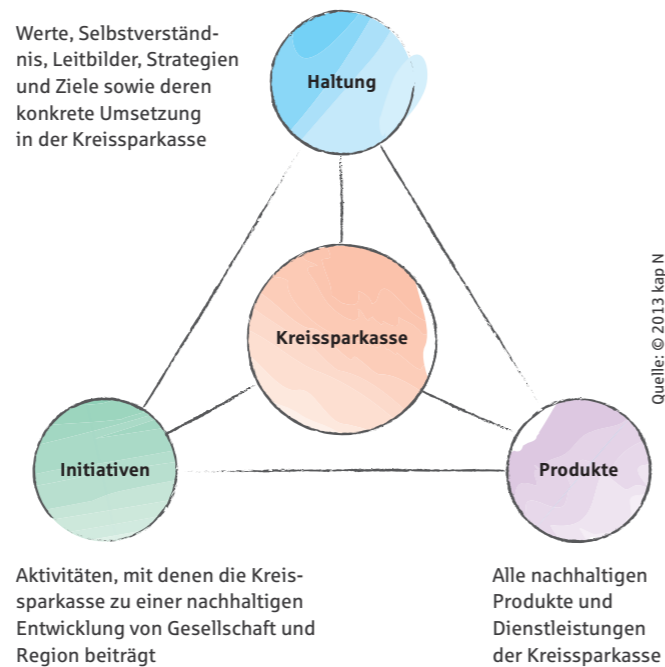 Werte, Selbstverständ-
nis, Leitbilder, Strategien
und Ziele sowie deren
konkrete Umsetzung
in der Kreissparkasse
Haltung
Kreissparkasse
Quelle: © 2013 kap N
Initiativen
Produkte
Aktivitäten, mit denen die Kreis-
sparkasse zu einer nachhaltigen
Entwicklung von Gesellschaft und
Region beiträgt
Alle nachhaltigen
Produkte und
Dienstleistungen
der Kreissparkasse